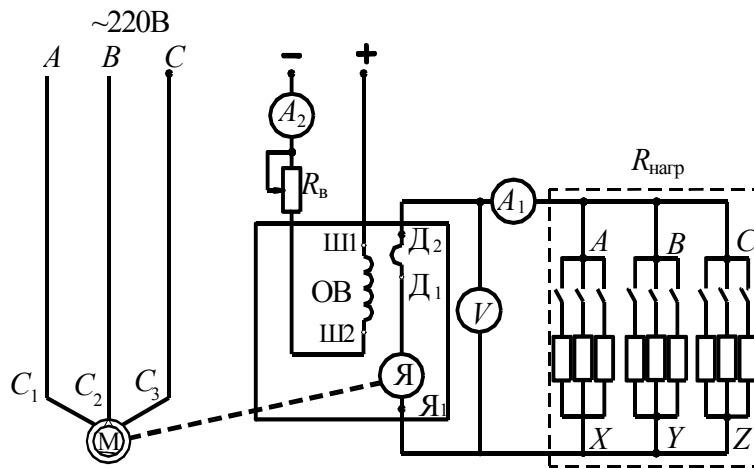 ~220В
A B C
− +
A₂
Rв
Rнагр
A₁
Ш1 Д₂
A B C
ОВ Д₁
Ш2
V
C₁ C₂ C₃
Я
Я₁
М
X Y Z